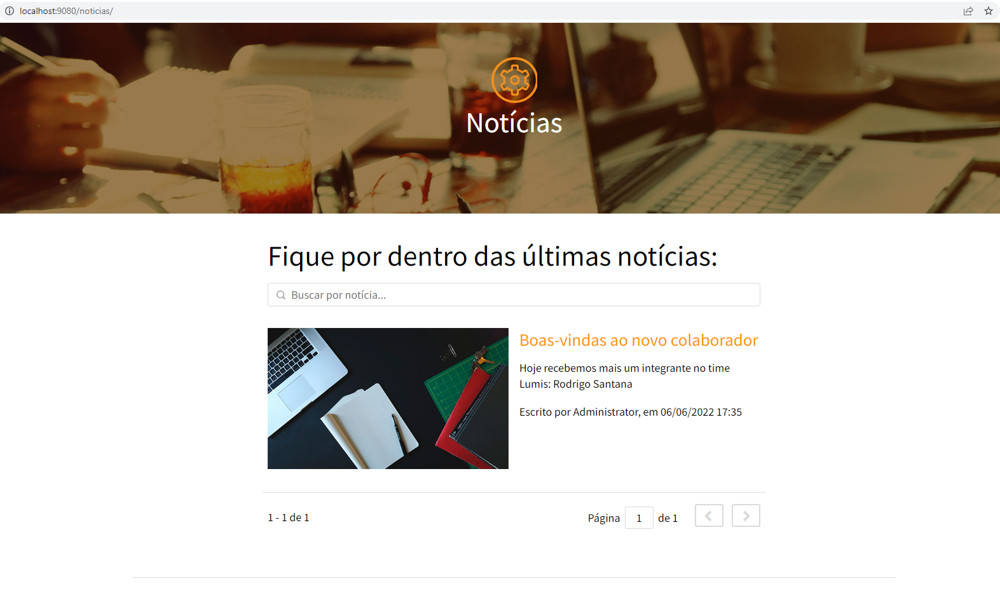 localhost:9080/noticias/
Notícias
Fique por dentro das últimas notícias:
Buscar por notícia...
Boas-vindas ao novo colaborador
Hoje recebemos mais um integrante no time
Lumis: Rodrigo Santana
Escrito por Administrator, em 06/06/2022 17:35
1 - 1 de 1
Página 1 de 1